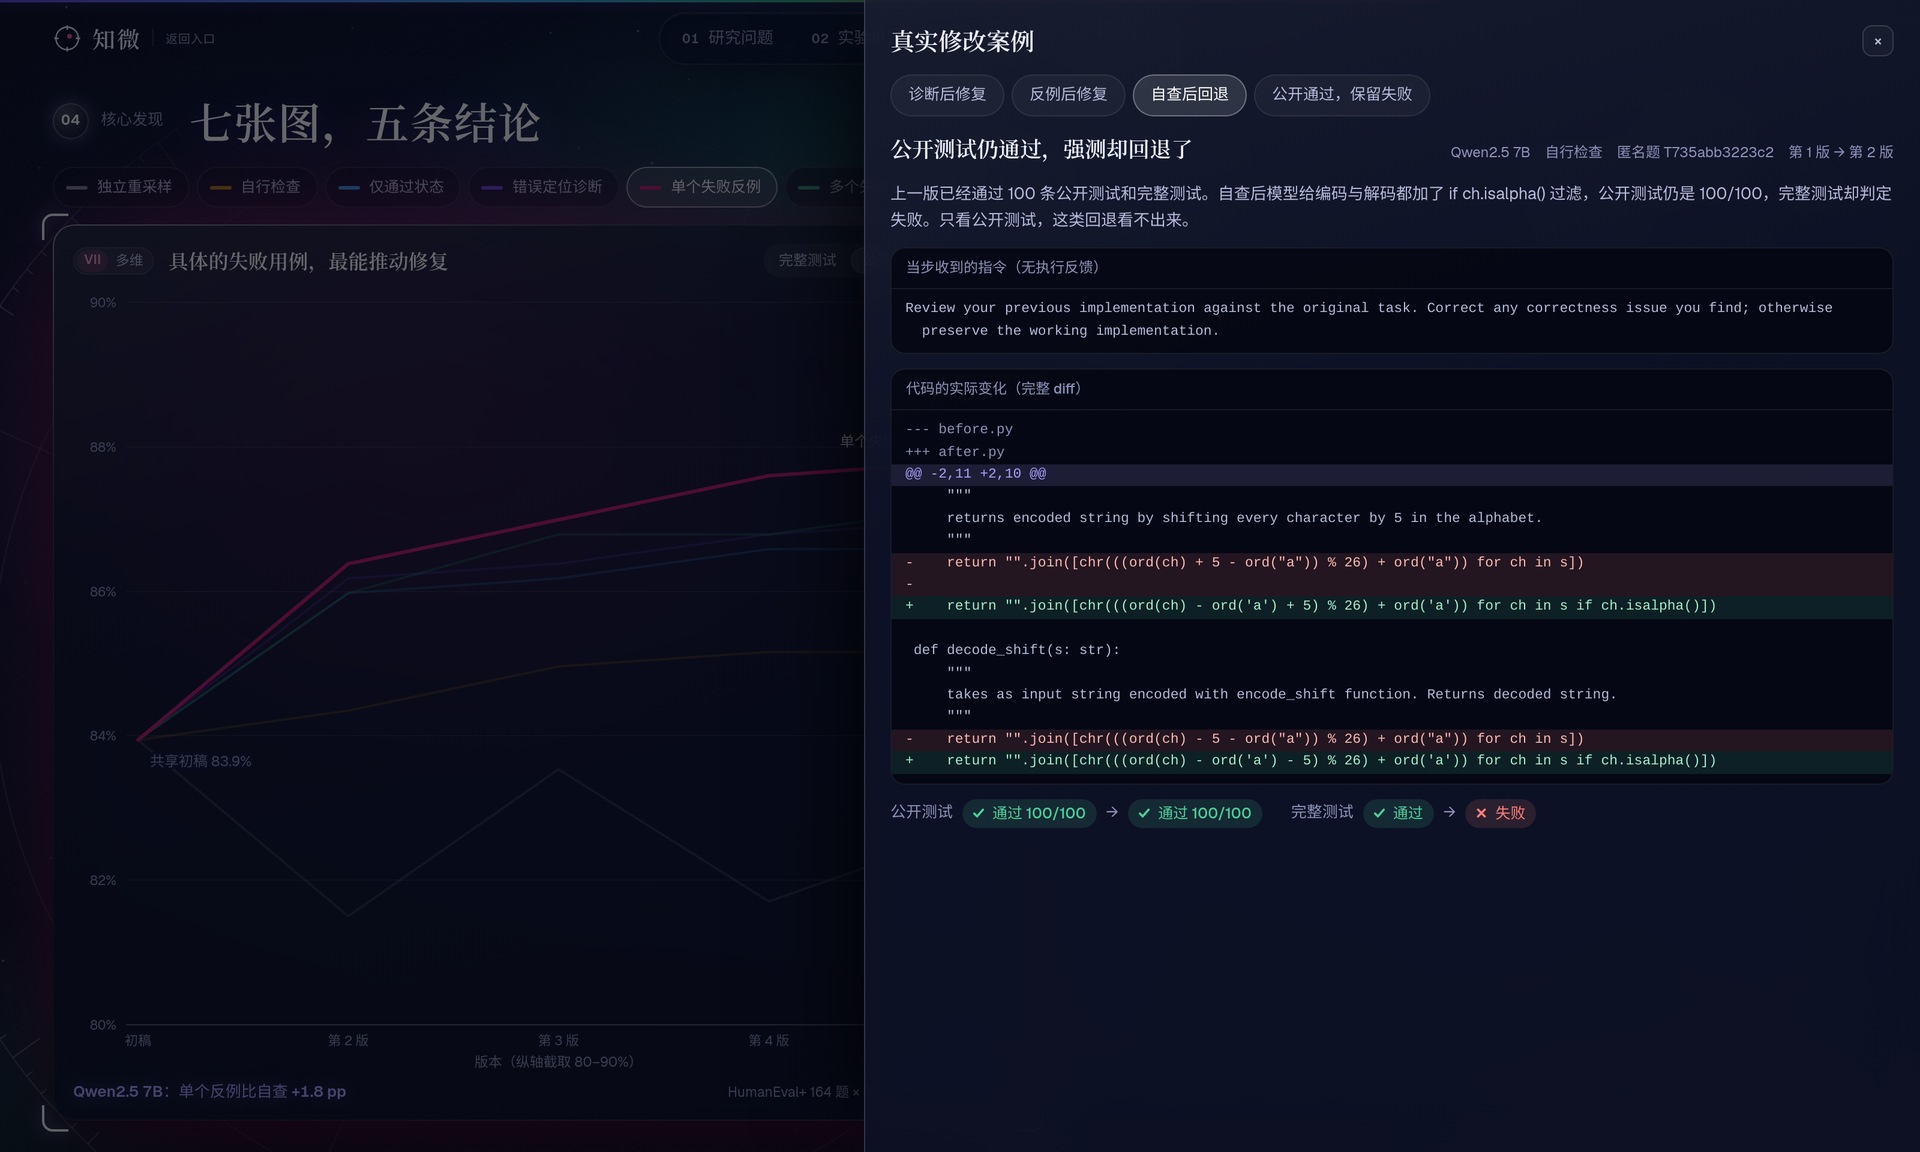 知微
返回入口
01 研究问题
02 实验
04 核心发现 七张图，五条结论
独立重采样
自行检查
仅通过状态
错误定位诊断
单个失败反例
VII 多维 具体的失败用例，最能推动修复
完整测试
90%
88%
86%
84%
82%
80%
共享初稿 83.9%
初稿
第 2 版
第 3 版
第 4 版
版本（纵轴截取 80–90%）
Qwen2.5 7B：单个反例比自查 +1.8 pp
HumanEval+ 164 题 ×
真实修改案例
×
诊断后修复
反例后修复
自查后回退
公开通过，保留失败
公开测试仍通过，强测却回退了
Qwen2.5 7B 自行检查 匿名题 T735abb3223c2 第 1 版 → 第 2 版
上一版已经通过 100 条公开测试和完整测试。自查后模型给编码与解码都加了 if ch.isalpha() 过滤，公开测试仍是 100/100，完整测试却判定
失败。只看公开测试，这类回退看不出来。
当步收到的指令（无执行反馈）
Review your previous implementation against the original task. Correct any correctness issue you find; otherwise
preserve the working implementation.
代码的实际变化（完整 diff）
--- before.py
+++ after.py
@@ -2,11 +2,10 @@
"""
returns encoded string by shifting every character by 5 in the alphabet.
"""
-    return "".join([chr(((ord(ch) + 5 - ord("a")) % 26) + ord("a")) for ch in s])
-
+    return "".join([chr(((ord(ch) - ord('a') + 5) % 26) + ord('a')) for ch in s if ch.isalpha()])
def decode_shift(s: str):
"""
takes as input string encoded with encode_shift function. Returns decoded string.
"""
-    return "".join([chr(((ord(ch) - 5 - ord("a")) % 26) + ord("a")) for ch in s])
+    return "".join([chr(((ord(ch) - ord('a') - 5) % 26) + ord('a')) for ch in s if ch.isalpha()])
公开测试 ✓ 通过 100/100 → ✓ 通过 100/100 完整测试 ✓ 通过 → ✕ 失败